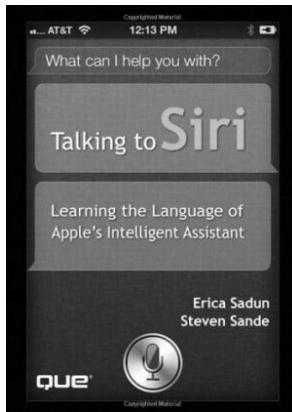 Copyrighted Material
... AT&T 12:13 PM
What can I help you with?
Talking to Siri
Learning the Language of
Apple's Intelligent Assistant
Erica Sadun
Steven Sande
que®
Copyrighted Material